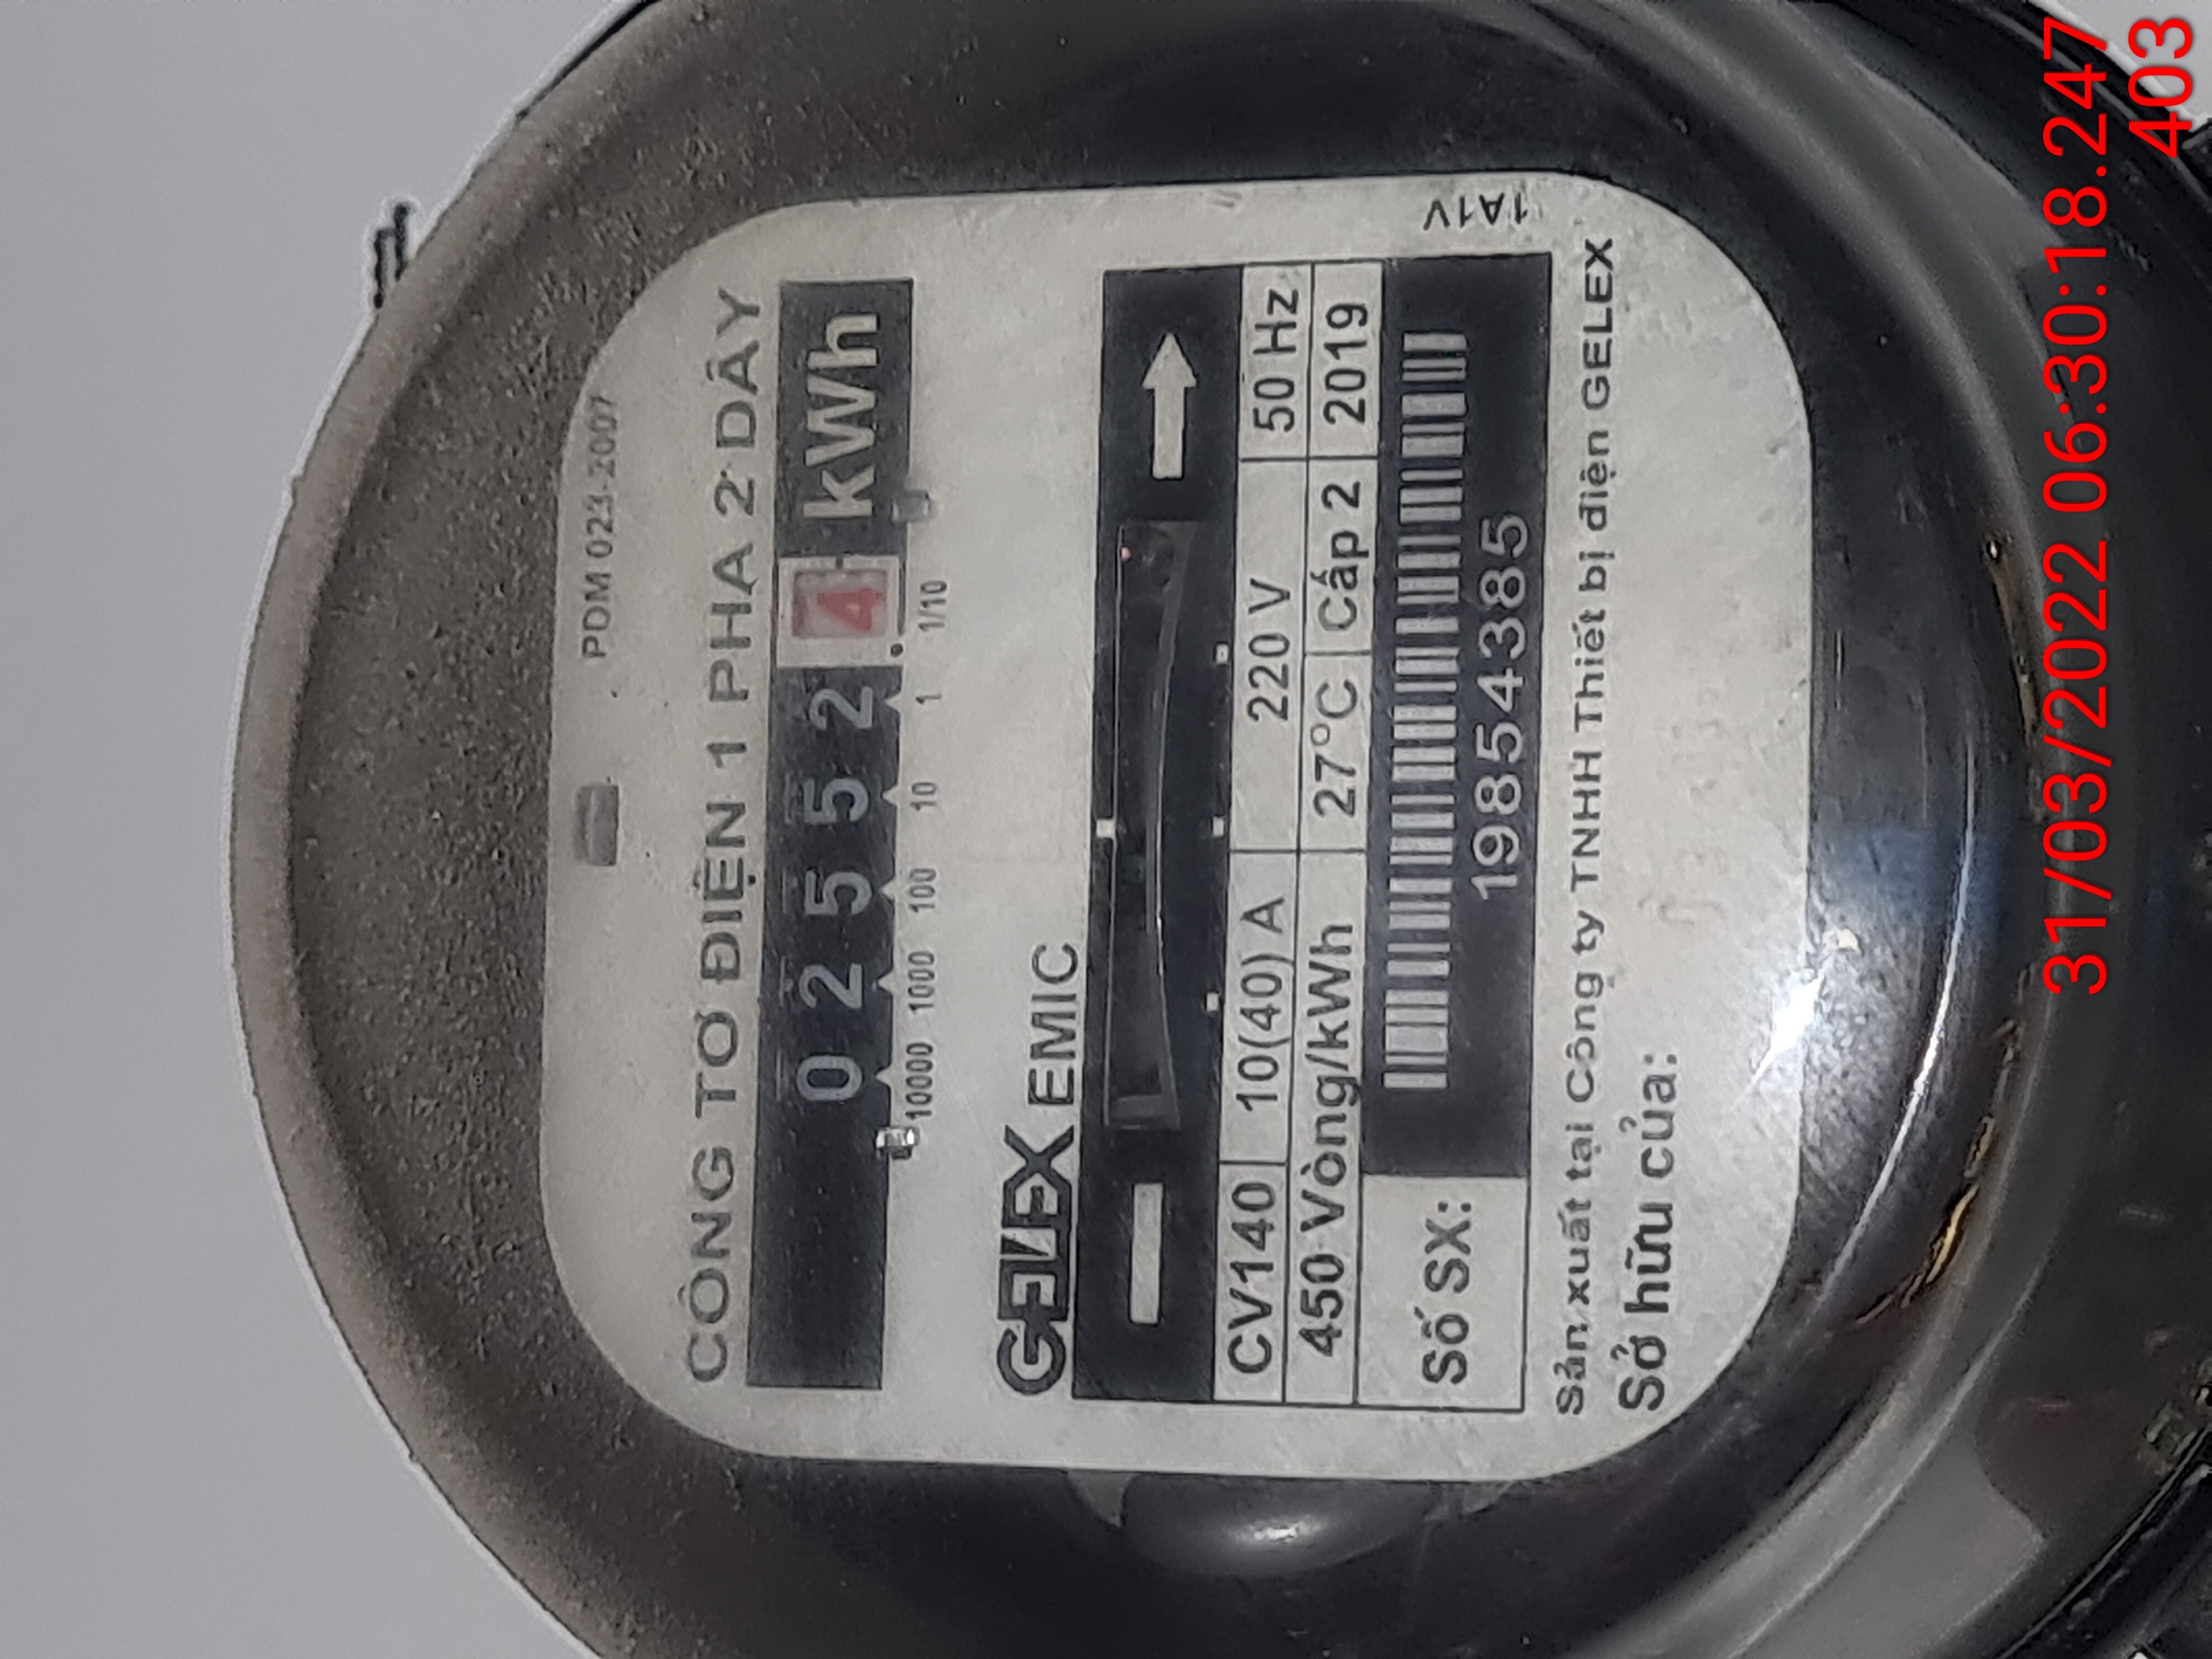 PDM 023-2007
CÔNG TƠ ĐIỆN 1 PHA 2 DÂY
0 2 5 5 2 4 kWh
10000 1000 100 10 1 1/10
GELEX EMIC
CV140 10(40) A 220 V 50 Hz
450 Vòng/kWh 27°C Cấp 2 2019
Số SX: 19854385
1A1V
Sản xuất tại Công ty TNHH Thiết bị điện GELEX
Sở hữu của:
31/03/2022 06:30:18.247
403